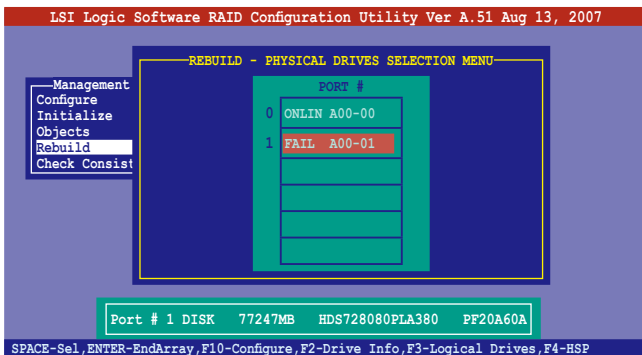 LSI Logic Software RAID Configuration Utility Ver A.51 Aug 13, 2007
REBUILD - PHYSICAL DRIVES SELECTION MENU
Management
Configure
Initialize
Objects
Rebuild
Check Consist
PORT #
0 ONLIN A00-00
1 FAIL A00-01
Port # 1 DISK 77247MB HDS728080PLA380 PF20A60A
SPACE-Sel,ENTER-EndArray,F10-Configure,F2-Drive Info,F3-Logical Drives,F4-HSP